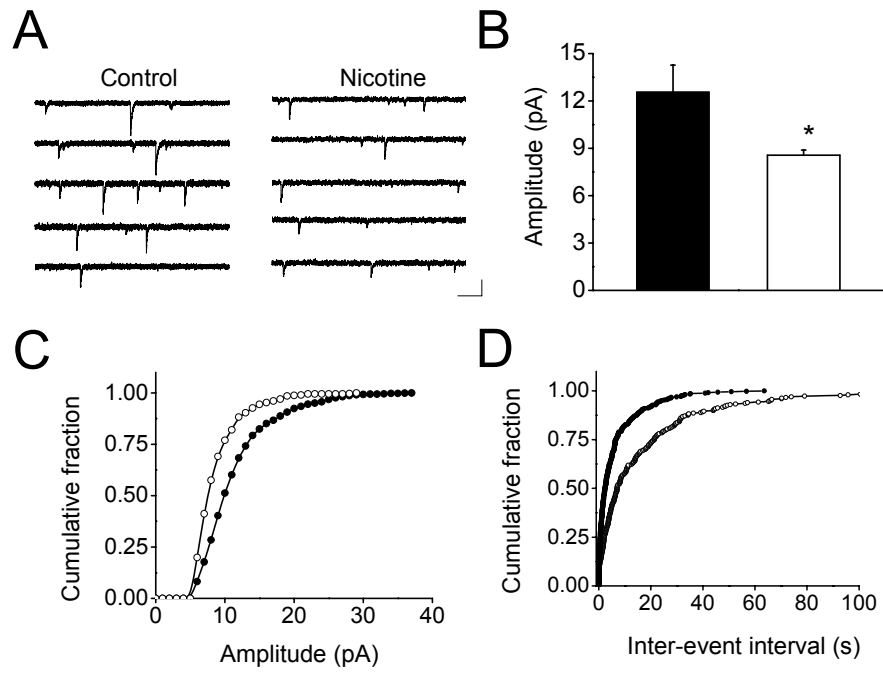 A
Control
Nicotine
B
Amplitude (pA)
15
12
9
6
3
0
*
C
Cumulative fraction
1.00
0.75
0.50
0.25
0.00
0 10 20 30 40
Amplitude (pA)
D
Cumulative fraction
1.00
0.75
0.50
0.25
0.00
0 20 40 60 80 100
Inter-event interval (s)